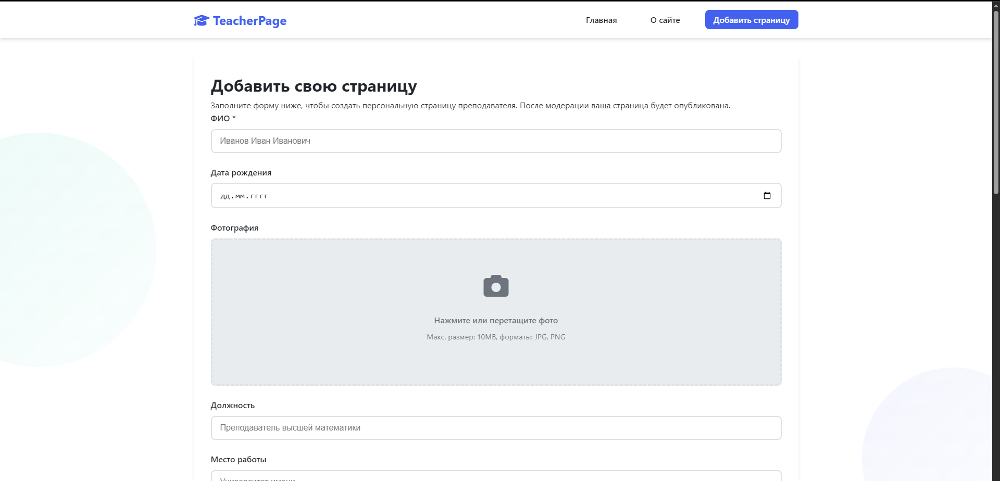 TeacherPage
Главная
О сайте
Добавить страницу
Добавить свою страницу
Заполните форму ниже, чтобы создать персональную страницу преподавателя. После модерации ваша страница будет опубликована.
ФИО *
Иванов Иван Иванович
Дата рождения
дд.мм.гггг
Фотография
Нажмите или перетащите фото
Макс. размер: 10MB, форматы: JPG, PNG
Должность
Преподаватель высшей математики
Место работы
Университет имени